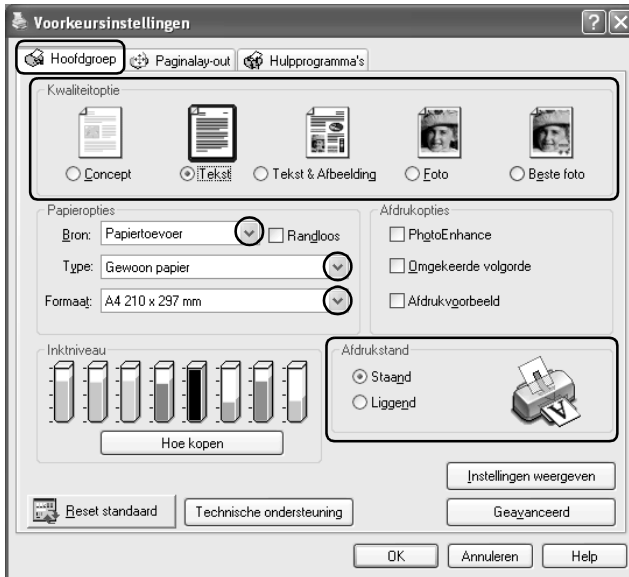 Voorkeursinstellingen
Hoofdgroep Paginalay-out Hulpprogramma's
Kwaliteitoptie
Concept Tekst Tekst & Afbeelding Foto Beste foto
Papieropties
Bron: Papiertoevoer Randloos
Type: Gewoon papier
Formaat: A4 210 x 297 mm
Afdrukopties
PhotoEnhance
Omgekeerde volgorde
Afdrukvoorbeeld
Inktniveau
Hoe kopen
Afdrukstand
Staand
Liggend
Instellingen weergeven
Reset standaard Technische ondersteuning Geavanceerd
OK Annuleren Help